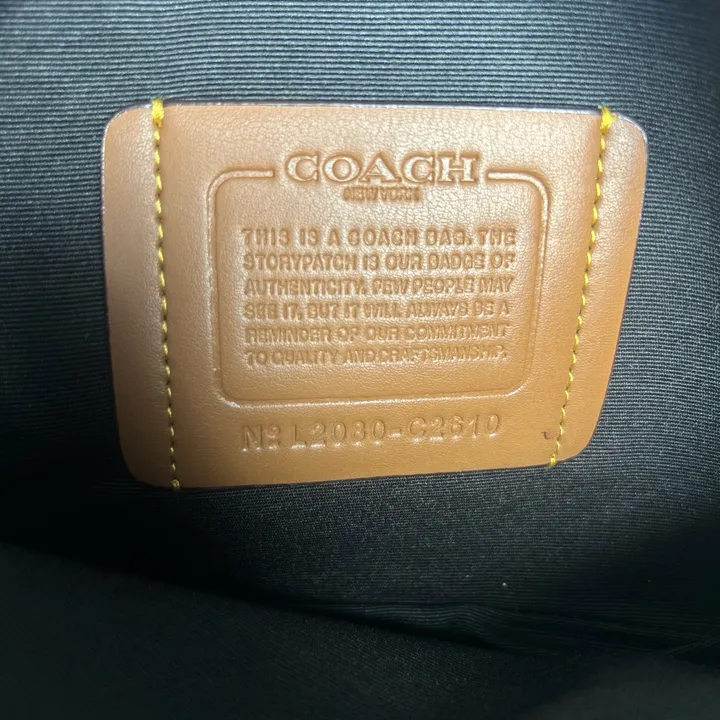 COACH
NEW YORK
THIS IS A COACH BAG. THE
STORYPATCH IS OUR BADGE OF
AUTHENTICITY. FEW PEOPLE MAY
SEE IT, BUT IT WILL ALWAYS BE A
REMINDER OF OUR COMMITMENT
TO QUALITY AND CRAFTSMANSHIP.
Nº L2080-C2610